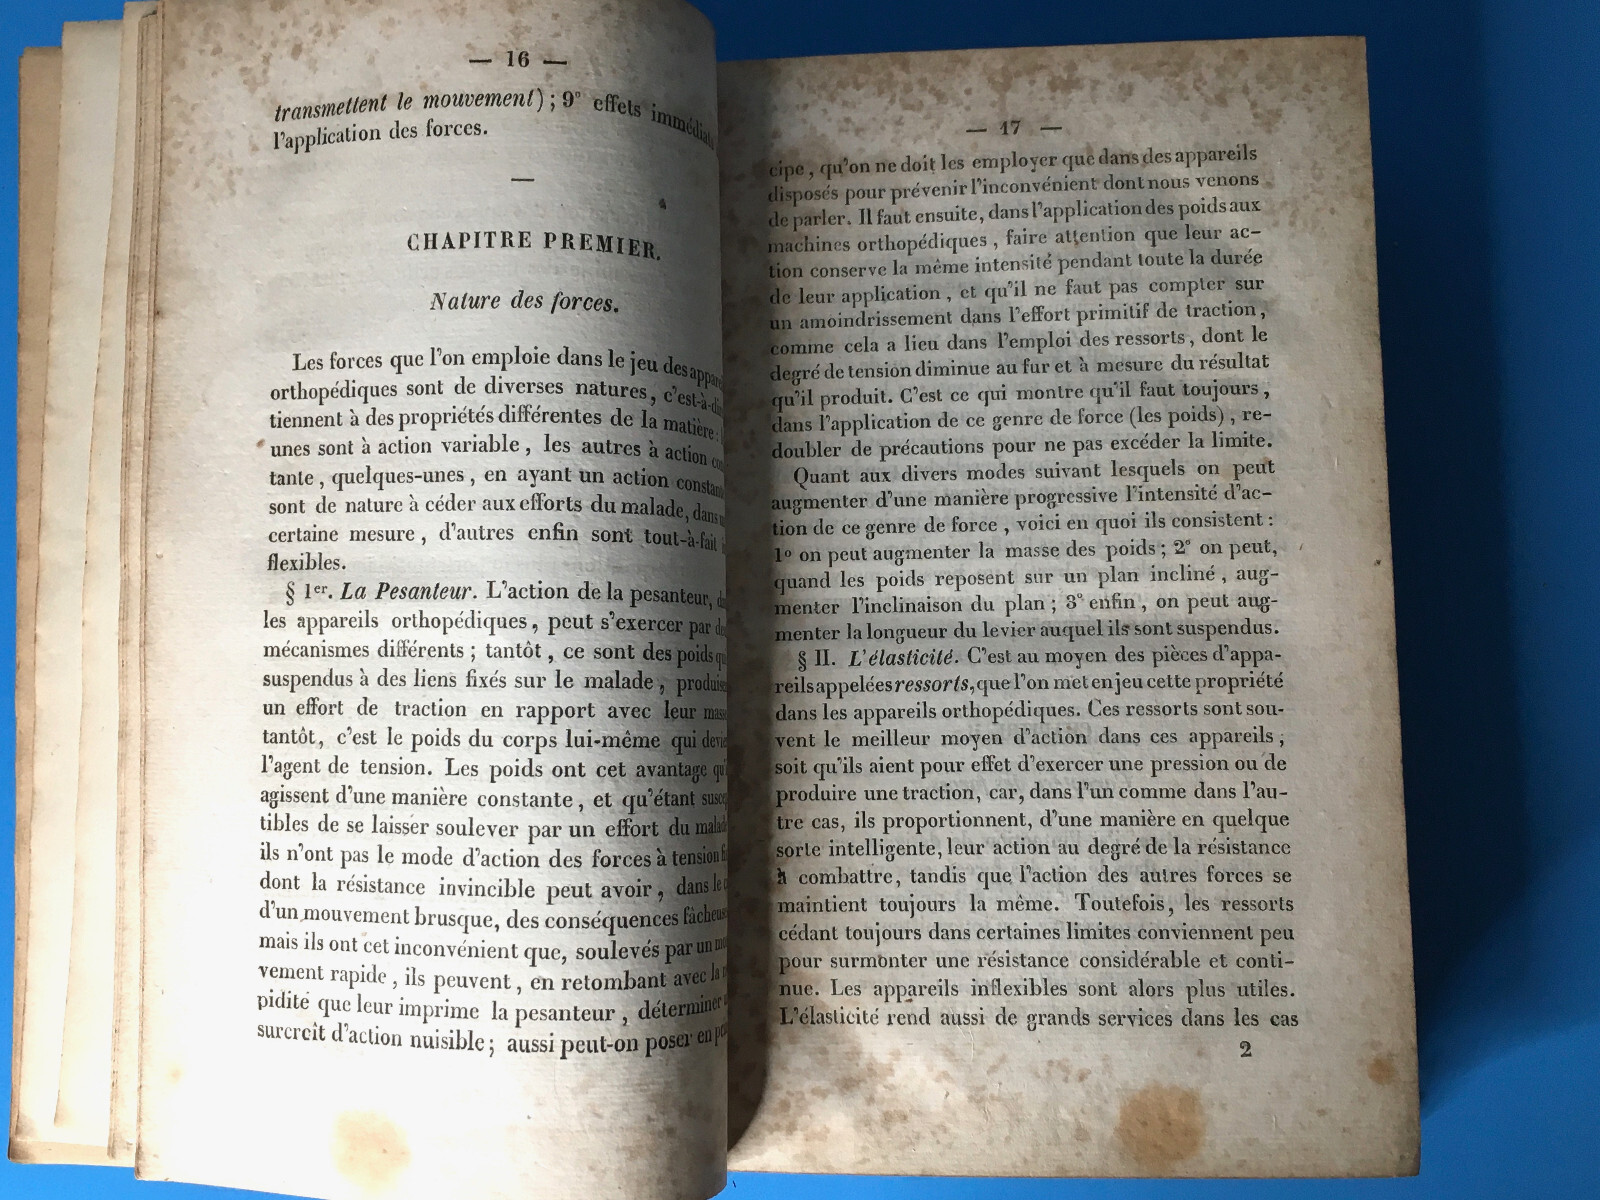 — 16 —
transmettent le mouvement) ; 9° effets immédiats
l'application des forces.
—
CHAPITRE PREMIER.
Nature des forces.
Les forces que l'on emploie dans le jeu des
orthopédiques sont de diverses natures, c'est-à-
tiennent à des propriétés différentes de la matière :
unes sont à action variable, les autres à action
tante, quelques-unes, en ayant un action
sont de nature à céder aux efforts du malade, dans
certaine mesure, d'autres enfin sont tout-à-fait
flexibles.
§ 1er. La Pesanteur. L'action de la pesanteur,
les appareils orthopédiques, peut s'exercer par
mécanismes différents ; tantôt, ce sont des poids
suspendus à des liens fixés sur le malade,
un effort de traction en rapport avec leur
tantôt, c'est le poids du corps lui-même qui
l'agent de tension. Les poids ont cet avantage
agissent d'une manière constante, et qu'étant
tibles de se laisser soulever par un effort du
ils n'ont pas le mode d'action des forces à tension
dont la résistance invincible peut avoir, dans le
d'un mouvement brusque, des conséquences
mais ils ont cet inconvénient que, soulevés par un
vement rapide, ils peuvent, en retombant avec la
pidité que leur imprime la pesanteur, déterminer
surcreît d'action nuisible ; aussi peut-on poser en
— 17 —
cipe, qu'on ne doit les employer que dans des appareils
disposés pour prévenir l'inconvénient dont nous venons
de parler. Il faut ensuite, dans l'application des poids aux
machines orthopédiques, faire attention que leur ac-
tion conserve la même intensité pendant toute la durée
de leur application, et qu'il ne faut pas compter sur
un amoindrissement dans l'effort primitif de traction,
comme cela a lieu dans l'emploi des ressorts, dont le
degré de tension diminue au fur et à mesure du résultat
qu'il produit. C'est ce qui montre qu'il faut toujours,
dans l'application de ce genre de force (les poids), re-
doubler de précautions pour ne pas excéder la limite.
Quant aux divers modes suivant lesquels on peut
augmenter d'une manière progressive l'intensité d'ac-
tion de ce genre de force, voici en quoi ils consistent :
1° on peut augmenter la masse des poids ; 2° on peut,
quand les poids reposent sur un plan incliné, aug-
menter l'inclinaison du plan ; 3° enfin, on peut aug-
menter la longueur du levier auquel ils sont suspendus.
§ II. L'élasticité. C'est au moyen des pièces d'appa-
reils appelées ressorts, que l'on met en jeu cette propriété
dans les appareils orthopédiques. Ces ressorts sont sou-
vent le meilleur moyen d'action dans ces appareils ;
soit qu'ils aient pour effet d'exercer une pression ou de
produire une traction, car, dans l'un comme dans l'au-
tre cas, ils proportionnent, d'une manière en quelque
sorte intelligente, leur action au degré de la résistance
à combattre, tandis que l'action des autres forces se
maintient toujours la même. Toutefois, les ressorts
cédant toujours dans certaines limites conviennent peu
pour surmonter une résistance considérable et conti-
nue. Les appareils inflexibles sont alors plus utiles.
L'élasticité rend aussi de grands services dans les cas
2